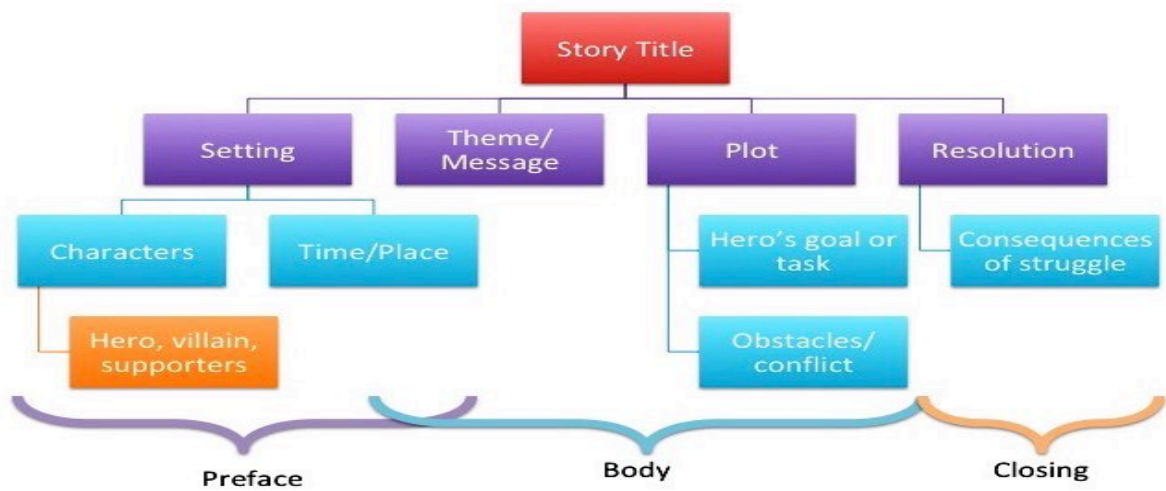 Story Title
Setting
Theme/
Message
Plot
Resolution
Characters
Time/Place
Hero's goal or
task
Consequences
of struggle
Hero, villain,
supporters
Obstacles/
conflict
Preface
Body
Closing